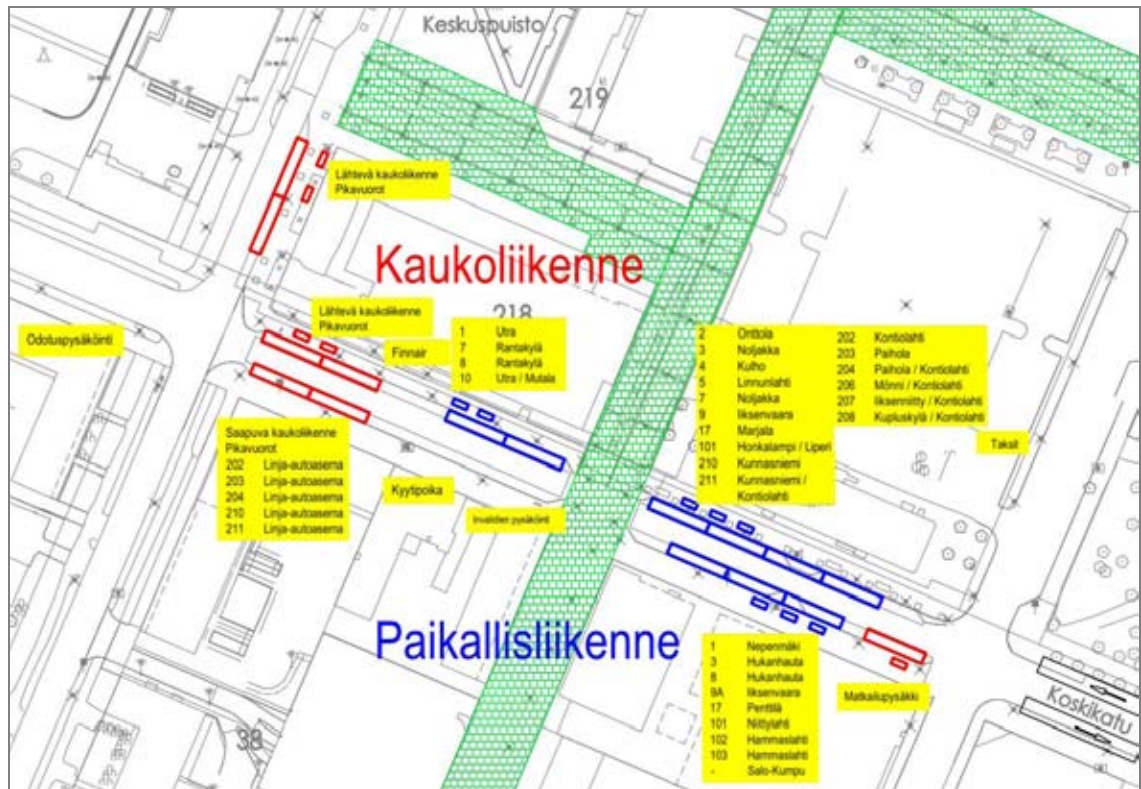 Keskuspuisto
219
Lähtevä kaukoliikenne
Pikavuorot
Kaukoliikenne
218
Lähtevä kaukoliikenne
Pikavuorot
Odotuspysäköinti
Finnair
1 Utra
7 Rantakylä
8 Rantakylä
10 Utra / Mutala
2 Onttola
3 Noljakka
4 Kulho
5 Linnunlahti
7 Noljakka
9 Iiksenvaara
17 Marjala
101 Honkalampi / Liperi
210 Kunnasniemi
211 Kunnasniemi /
Kontiolahti
202 Kontiolahti
203 Paihola
204 Paihola / Kontiolahti
206 Mönni / Kontiolahti
207 Iiksenniitty / Kontiolahti
208 Kupluskylä / Kontiolahti
Taksit
Saapuva kaukoliikenne
Pikavuorot
202 Linja-autoasema
203 Linja-autoasema
204 Linja-autoasema
210 Linja-autoasema
211 Linja-autoasema
Kyytipoika
Invalidien pysäköinti
Paikallisliikenne
1 Nepenmäki
3 Hukanhauta
8 Hukanhauta
9A Iiksenvaara
17 Penttilä
101 Niittylahti
102 Hammaslahti
103 Hammaslahti
- Salo-Kumpu
Matkailupysäkki
Koskikatu
38